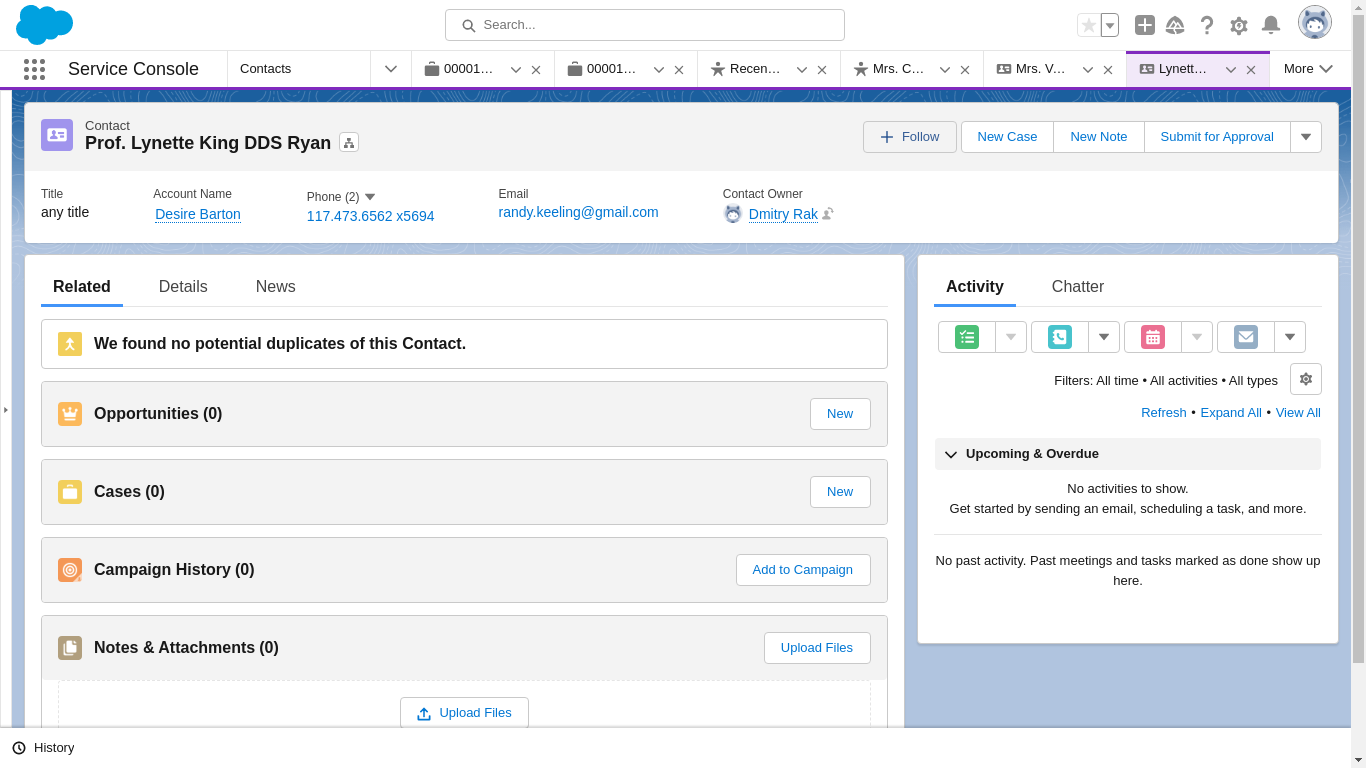 Search...
Service Console
Contacts
00001…
00001…
Recen…
Mrs. C…
Mrs. V…
Lynett…
More
Contact
Prof. Lynette King DDS Ryan
Follow
New Case
New Note
Submit for Approval
Title
any title
Account Name
Desire Barton
Phone (2)
117.473.6562 x5694
Email
randy.keeling@gmail.com
Contact Owner
Dmitry Rak
Related
Details
News
We found no potential duplicates of this Contact.
Opportunities (0)
New
Cases (0)
New
Campaign History (0)
Add to Campaign
Notes & Attachments (0)
Upload Files
Upload Files
Activity
Chatter
Filters: All time • All activities • All types
Refresh • Expand All • View All
Upcoming & Overdue
No activities to show.
Get started by sending an email, scheduling a task, and more.
No past activity. Past meetings and tasks marked as done show up
here.
History